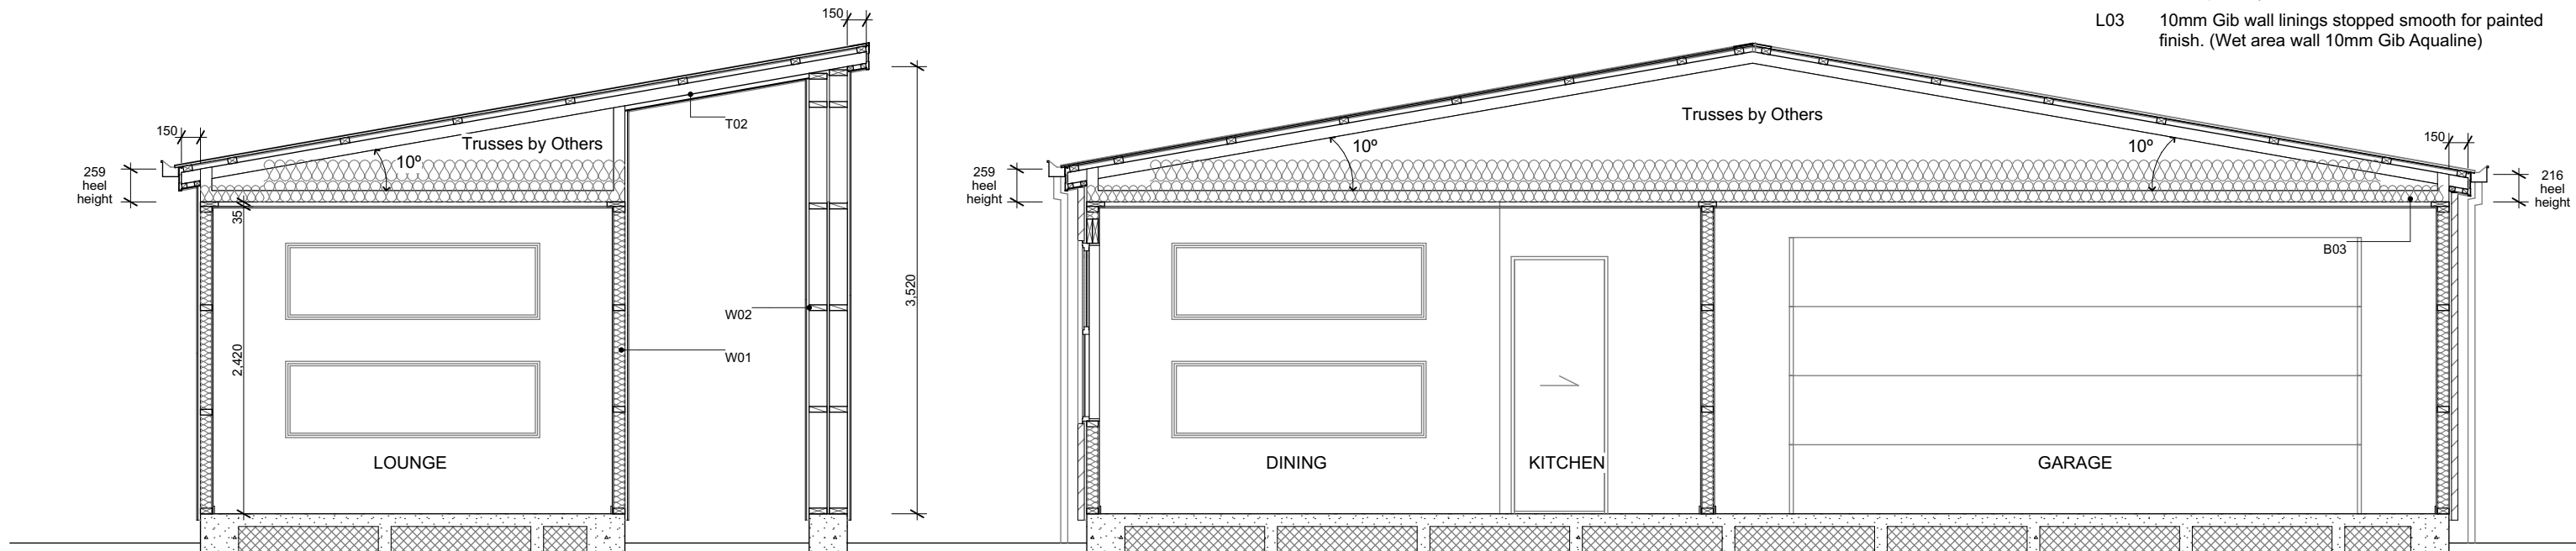 150
L03 10mm Gib wall linings stopped smooth for painted
finish. (Wet area wall 10mm Gib Aqualine)
T02
Trusses by Others
150
10º
259
heel
height
35
2,420
3,520
W02
W01
LOUNGE
Trusses by Others
10º
10º
150
259
heel
height
216
heel
height
B03
DINING
KITCHEN
GARAGE